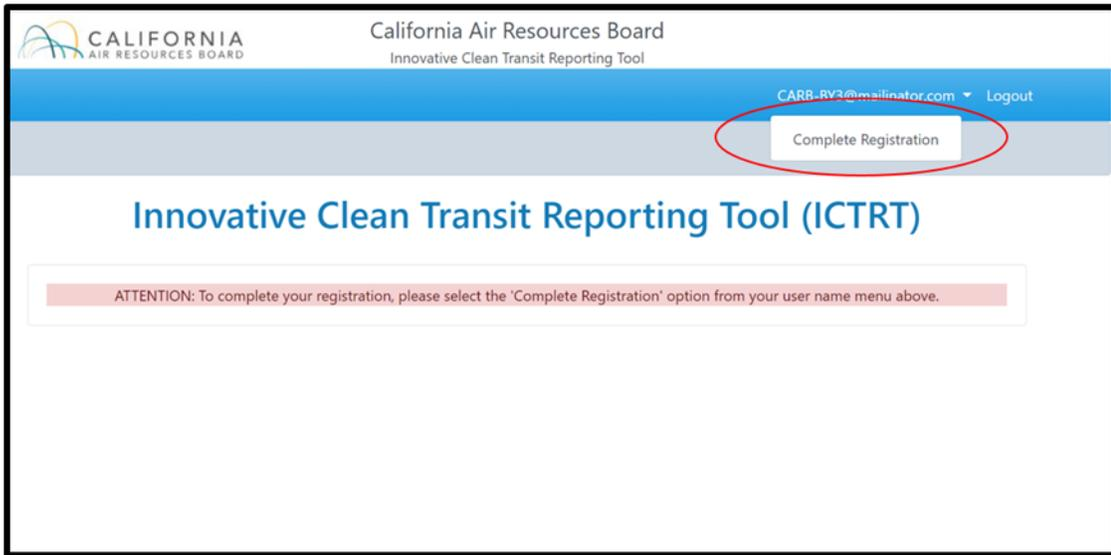 CALIFORNIA
AIR RESOURCES BOARD
California Air Resources Board
Innovative Clean Transit Reporting Tool
CARB-BY3@mailinator.com Logout
Complete Registration
Innovative Clean Transit Reporting Tool (ICTRT)
ATTENTION: To complete your registration, please select the 'Complete Registration' option from your user name menu above.